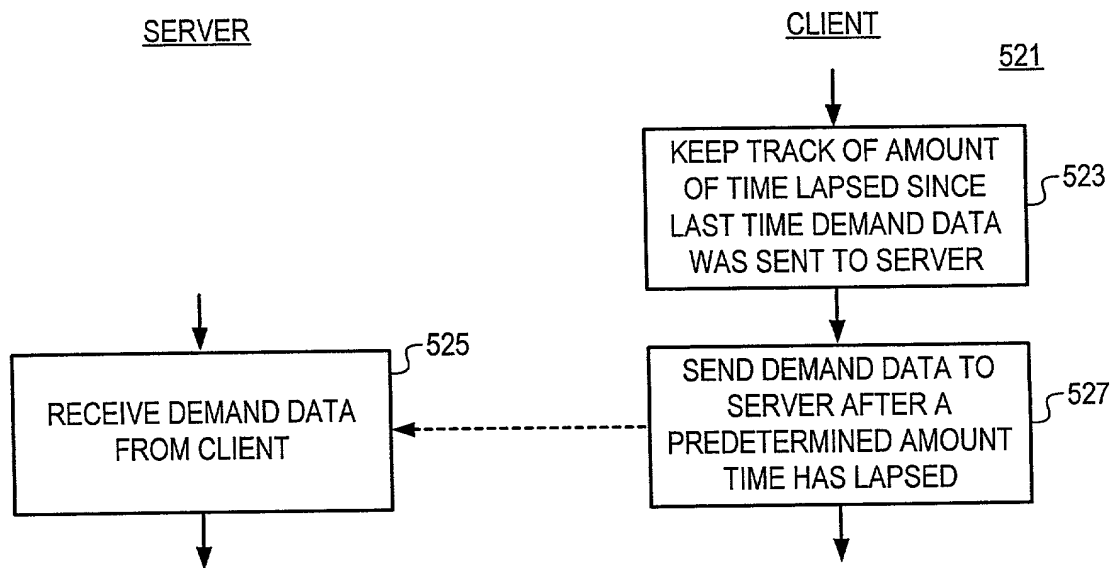 SERVER
CLIENT
521
KEEP TRACK OF AMOUNT
OF TIME LAPSED SINCE
LAST TIME DEMAND DATA
WAS SENT TO SERVER
523
RECEIVE DEMAND DATA
FROM CLIENT
525
SEND DEMAND DATA TO
SERVER AFTER A
PREDETERMINED AMOUNT
TIME HAS LAPSED
527